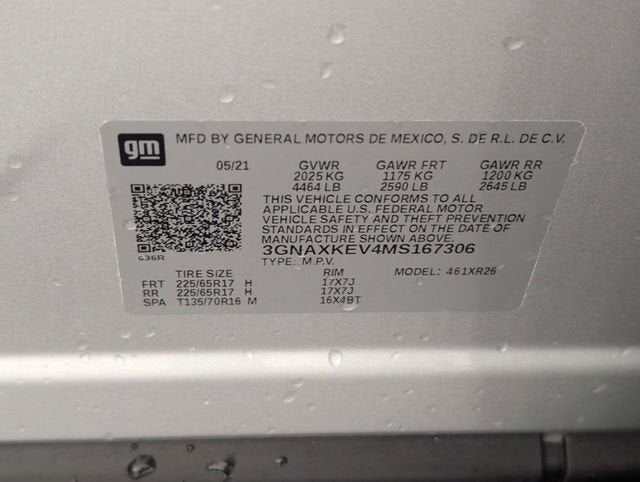 gm MFD BY GENERAL MOTORS DE MEXICO, S. DE R.L. DE C.V.
05/21 GVWR GAWR FRT GAWR RR
2025 KG 1175 KG 1200 KG
4464 LB 2590 LB 2645 LB
THIS VEHICLE CONFORMS TO ALL
APPLICABLE U.S. FEDERAL MOTOR
VEHICLE SAFETY AND THEFT PREVENTION
STANDARDS IN EFFECT ON THE DATE OF
MANUFACTURE SHOWN ABOVE.
3GNAXKEV4MS167306
G36R TYPE: M.P.V.
TIRE SIZE RIM MODEL: 461XR26
FRT 225/65R17 H 17X7J
RR 225/65R17 H 17X7J
SPA T135/70R16 M 16X4BT